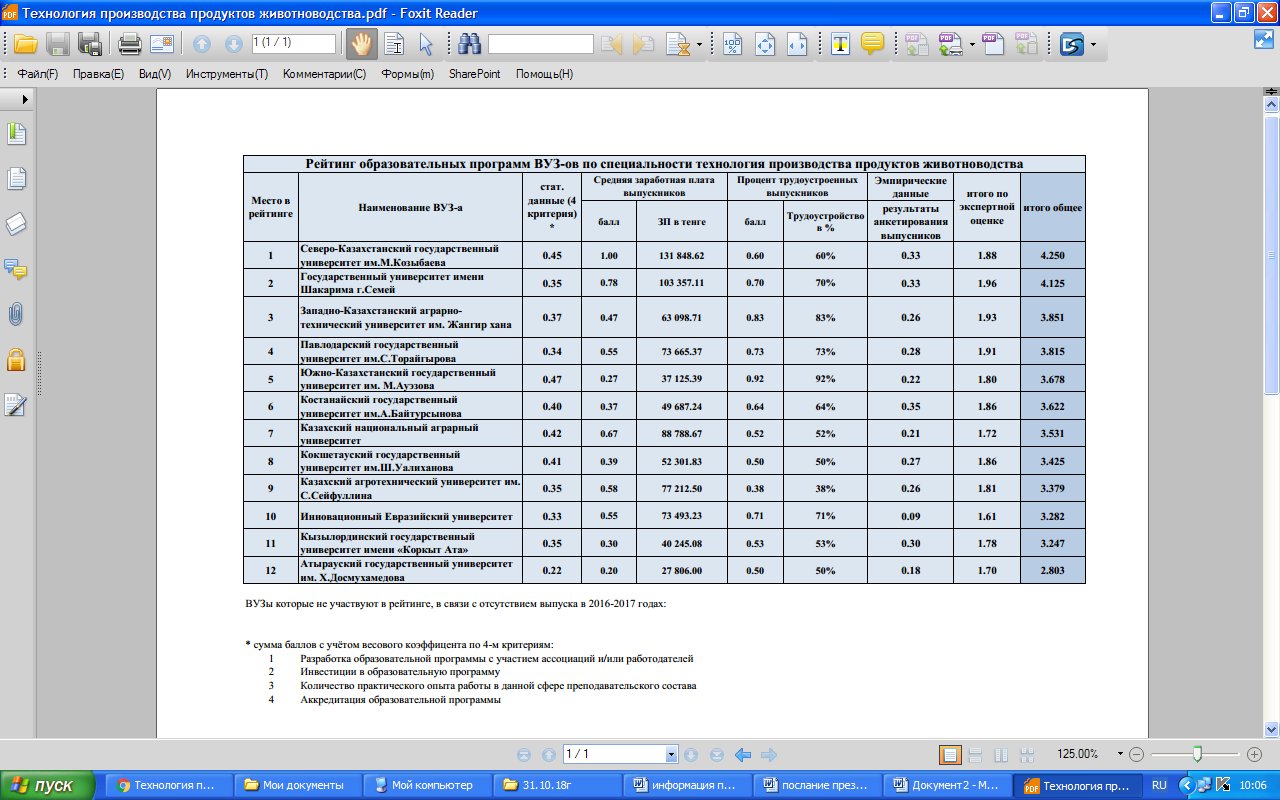 Технология производства продуктов животноводства.pdf - Foxit Reader
1 (1 / 1)
Файл(F) Правка(E) Вид(V) Инструменты(T) Комментарии(C) Формы(m) SharePoint Помощь(H)
Рейтинг образовательных программ ВУЗ-ов по специальности технология производства продуктов животноводства
Место в рейтинге | Наименование ВУЗ-а | стат. данные (4 критерия) * | Средняя заработная плата выпускников | Процент трудоустроенных выпускников | Эмпирические данные | итого по экспертной оценке | итого общее
балл | ЗП в тенге | балл | Трудоустройство в % | результаты анкетирования выпусников
1 Северо-Казахстанский государственный университет им.М.Козыбаева 0.45 1.00 131 848.62 0.60 60% 0.33 1.88 4.250
2 Государственный университет имени Шакарима г.Семей 0.35 0.78 103 357.11 0.70 70% 0.33 1.96 4.125
3 Западно-Казахстанский аграрно-технический университет им. Жангир хана 0.37 0.47 63 098.71 0.83 83% 0.26 1.93 3.851
4 Павлодарский государственный университет им.С.Торайгырова 0.34 0.55 73 665.37 0.73 73% 0.28 1.91 3.815
5 Южно-Казахстанский государственный университет им. М.Ауэзова 0.47 0.27 37 125.39 0.92 92% 0.22 1.80 3.678
6 Костанайский государственный университет им.А.Байтурсынова 0.40 0.37 49 687.24 0.64 64% 0.35 1.86 3.622
7 Казахский национальный аграрный университет 0.42 0.67 88 788.67 0.52 52% 0.21 1.72 3.531
8 Кокшетауский государственный университет им.Ш.Уалиханова 0.41 0.39 52 301.83 0.50 50% 0.27 1.86 3.425
9 Казахский агротехнический университет им. С.Сейфуллина 0.35 0.58 77 212.50 0.38 38% 0.26 1.81 3.379
10 Инновационный Евразийский университет 0.33 0.55 73 493.23 0.71 71% 0.09 1.61 3.282
11 Кызылординский государственный университет имени «Коркыт Ата» 0.35 0.30 40 245.08 0.53 53% 0.30 1.78 3.247
12 Атырауский государственный университет им. Х.Досмухамедова 0.22 0.20 27 806.00 0.50 50% 0.18 1.70 2.803
ВУЗы которые не участвуют в рейтинге, в связи с отсутствием выпуска в 2016-2017 годах:
* сумма баллов с учётом весового коэффицента по 4-м критериям:
1 Разработка образовательной программы с участием ассоциаций и/или работодателей
2 Инвестиции в образовательную программу
3 Количество практического опыта работы в данной сфере преподавательского состава
4 Аккредитация образовательной программы
1 / 1
125.00%
пуск Технология п... Мои документы Мой компьютер 31.10.18г информация п... послание през... Документ2 - М... Технология пр... RU 10:06